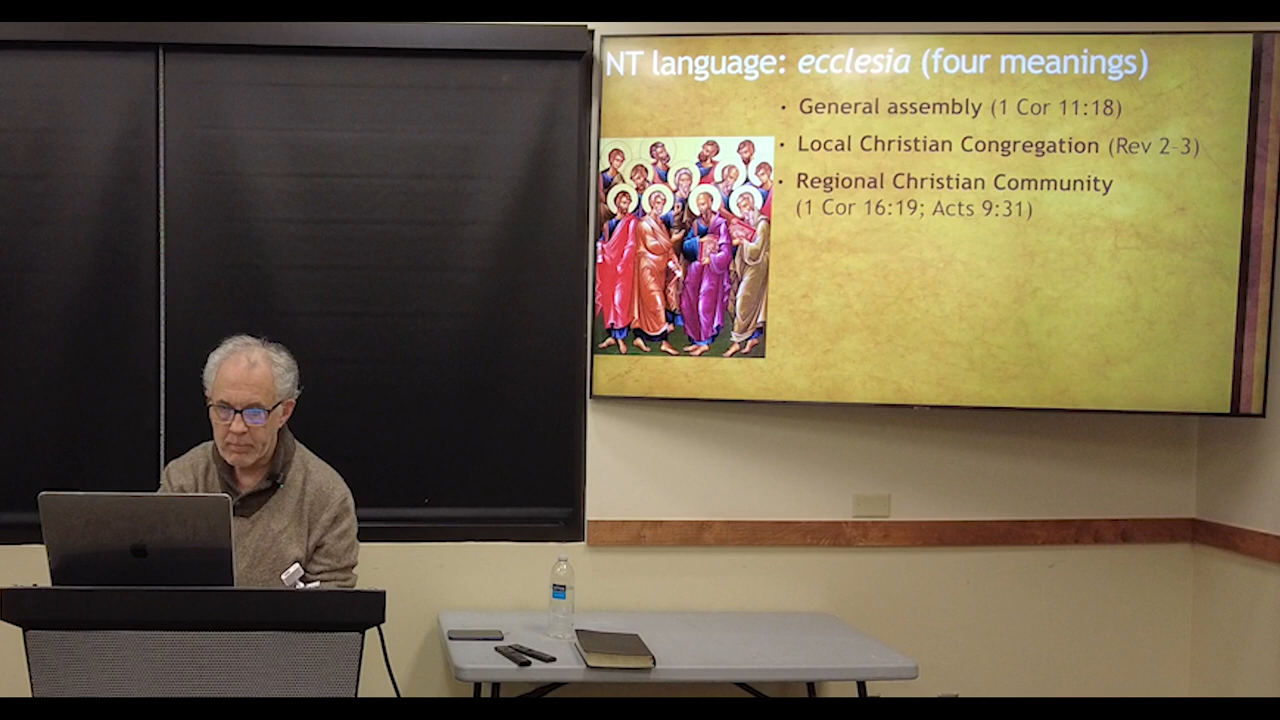 NT language: ecclesia (four meanings)
• General assembly (1 Cor 11:18)
• Local Christian Congregation (Rev 2-3)
• Regional Christian Community
(1 Cor 16:19; Acts 9:31)